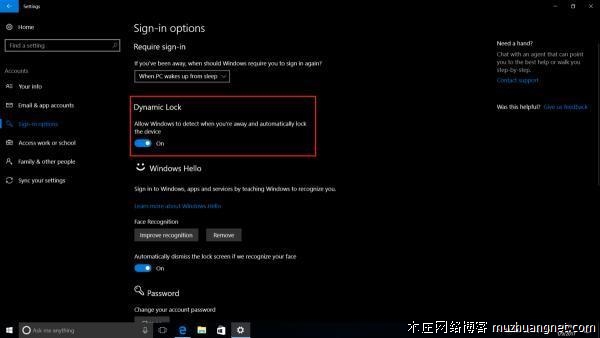 Settings
Home
Find a setting
Accounts
Your info
Email & app accounts
Sign-in options
Access work or school
Family & other people
Sync your settings
Sign-in options
Require sign-in
If you've been away, when should Windows require you to sign in again?
When PC wakes up from sleep
Dynamic Lock
Allow Windows to detect when you're away and automatically lock
the device
On
Windows Hello
Sign in to Windows, apps and services by teaching Windows to recognize you.
Learn more about Windows Hello
Face Recognition
Improve recognition
Remove
Automatically dismiss the lock screen if we recognize your face
On
Password
Change your account password
Need a hand?
Chat with an agent that can point
you to the best help or walk you
step-by-step.
Contact support
Was this helpful? Give us feedback
Ask me anything
木庄网络博客 muzhuangnet.com